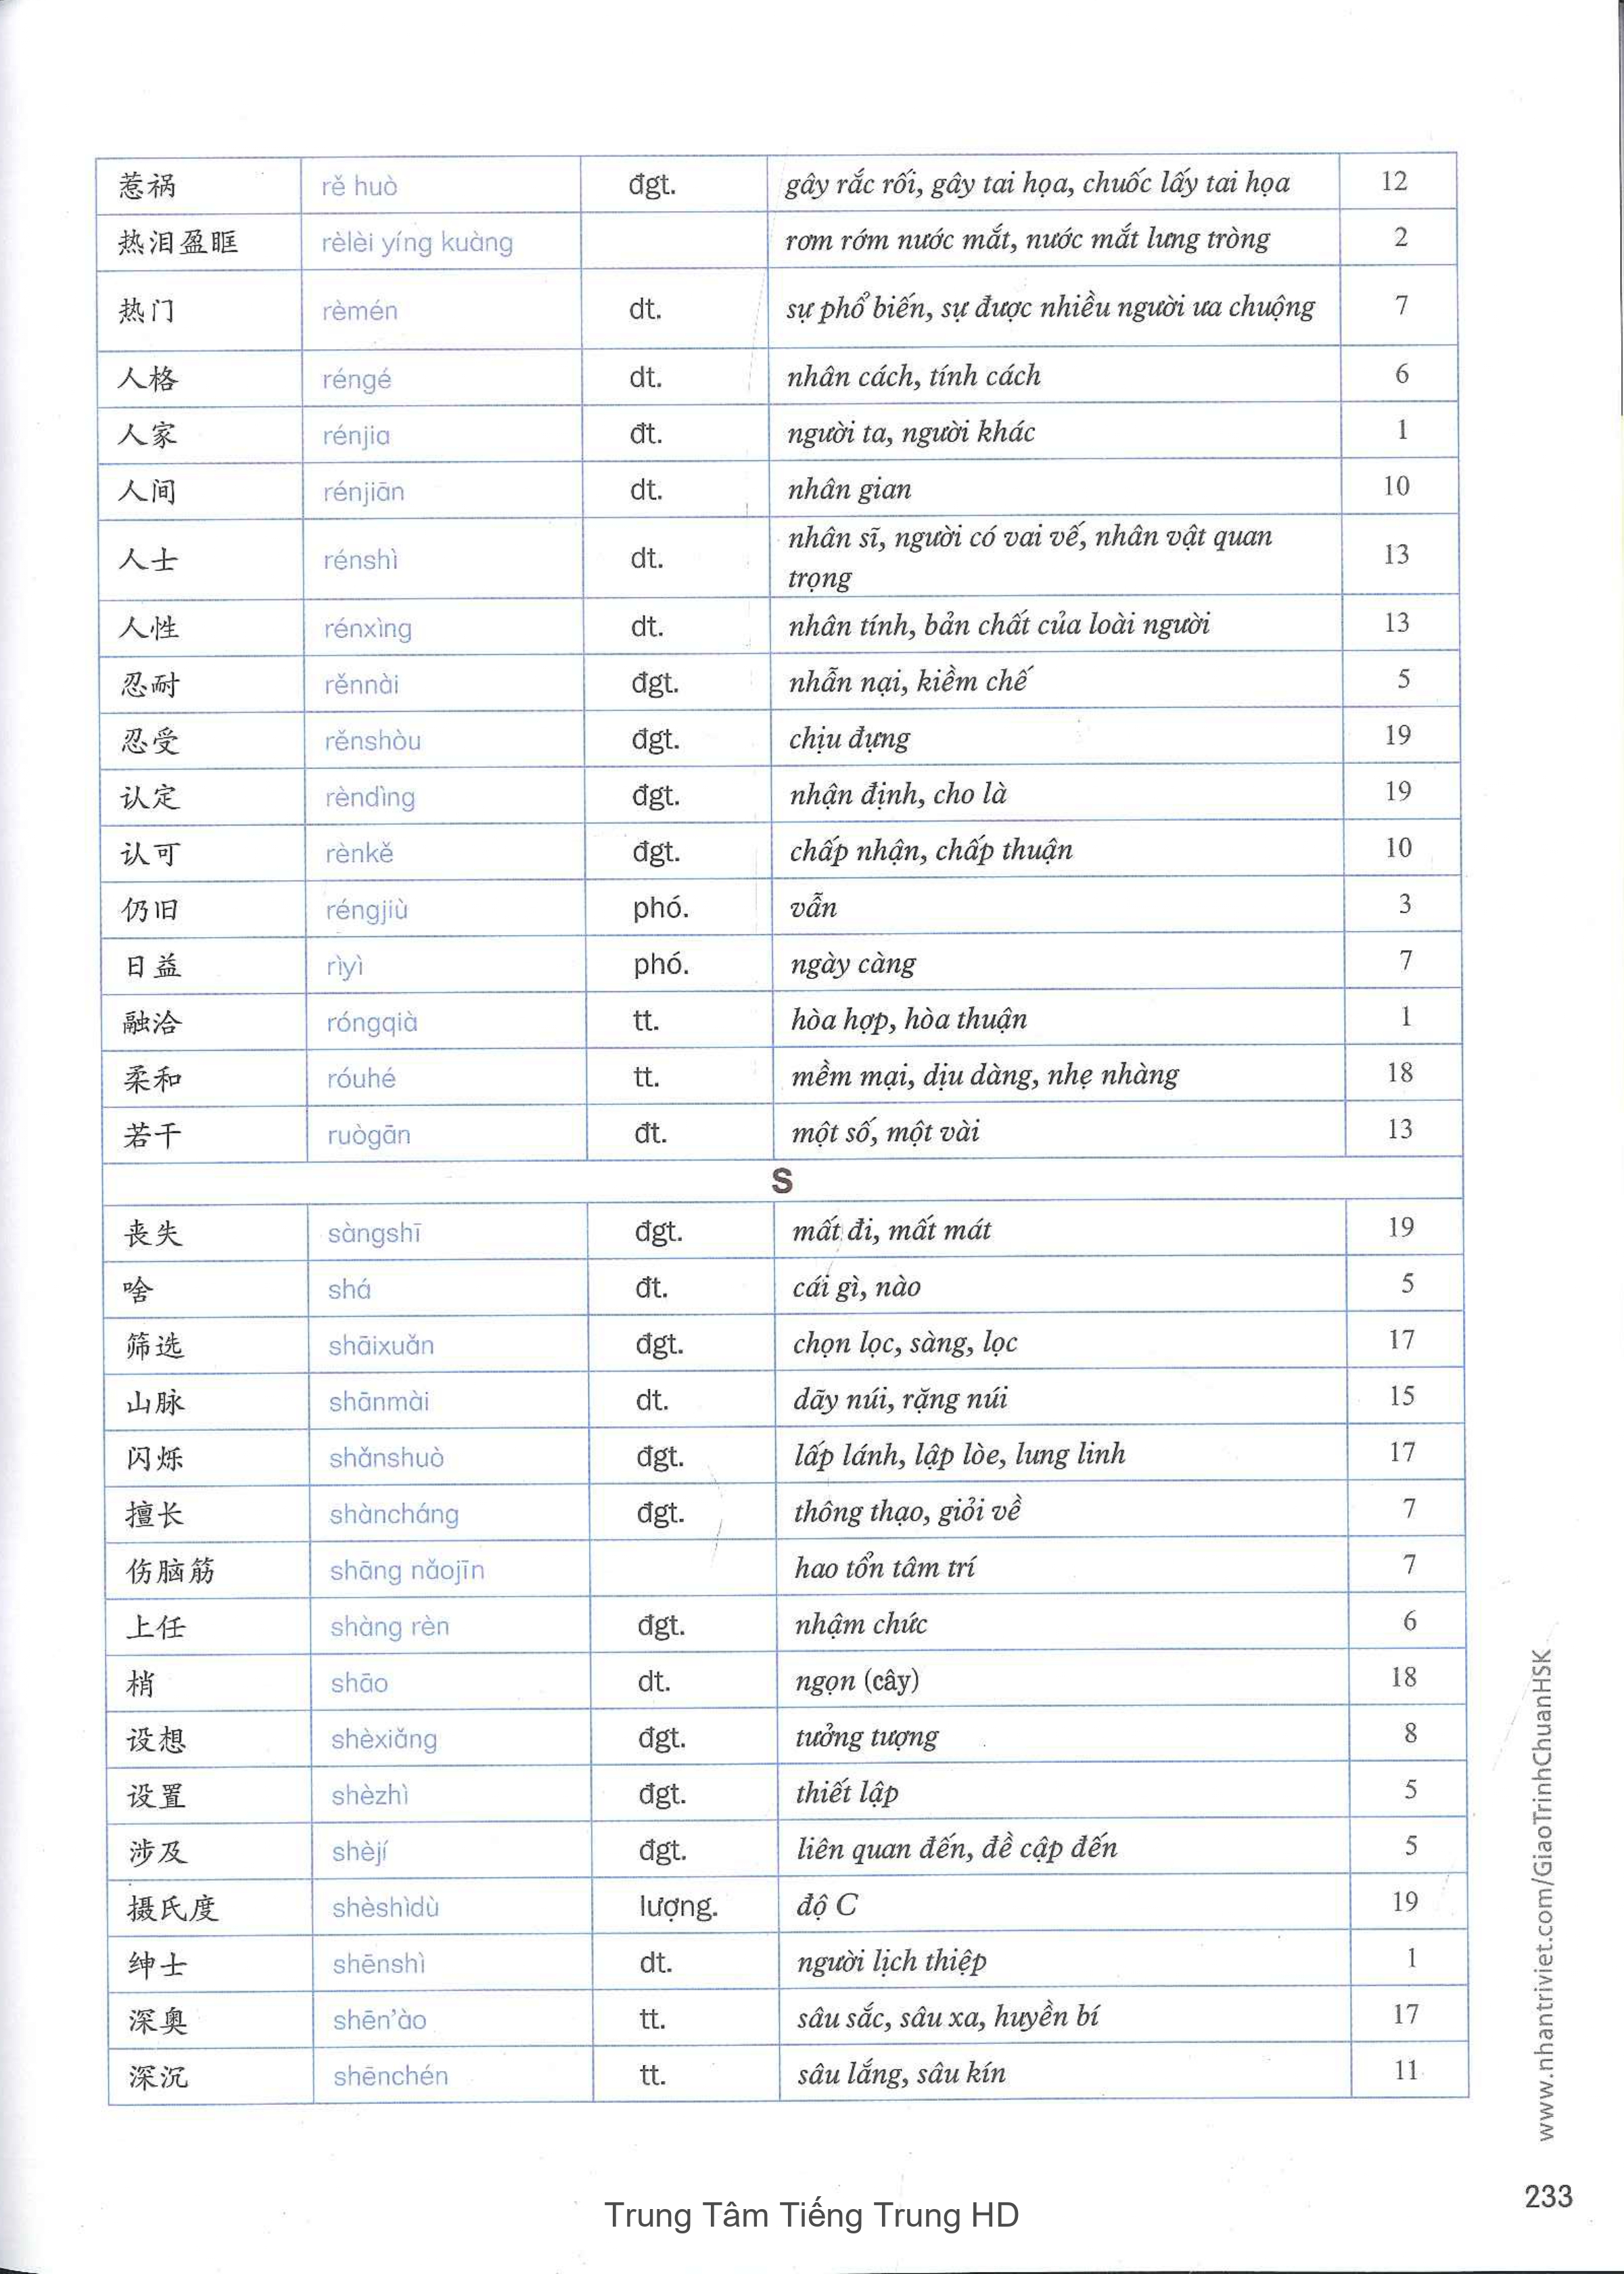 惹祸 rě huò đgt. gây rắc rối, gây tai họa, chuốc lấy tai họa 12
热泪盈眶 rèlèi yíng kuàng rơm rớm nước mắt, nước mắt lưng tròng 2
热门 rèmén dt. sự phổ biến, sự được nhiều người ưa chuộng 7
人格 réngé dt. nhân cách, tính cách 6
人家 rénjia đt. người ta, người khác 1
人间 rénjiān dt. nhân gian 10
人士 rénshì dt. nhân sĩ, người có vai vế, nhân vật quan
trọng 13
人性 rénxìng dt. nhân tính, bản chất của loài người 13
忍耐 rěnnài đgt. nhẫn nại, kiềm chế 5
忍受 rěnshòu đgt. chịu đựng 19
认定 rèndìng đgt. nhận định, cho là 19
认可 rènkě đgt. chấp nhận, chấp thuận 10
仍旧 réngjiù phó. vẫn 3
日益 rìyì phó. ngày càng 7
融洽 róngqià tt. hòa hợp, hòa thuận 1
柔和 róuhé tt. mềm mại, dịu dàng, nhẹ nhàng 18
若干 ruògān đt. một số, một vài 13
S
丧失 sàngshī đgt. mất đi, mất mát 19
啥 shá đt. cái gì, nào 5
筛选 shāixuǎn đgt. chọn lọc, sàng, lọc 17
山脉 shānmài dt. dãy núi, rặng núi 15
闪烁 shǎnshuò đgt. lấp lánh, lập lòe, lung linh 17
擅长 shàncháng đgt. thông thạo, giỏi về 7
伤脑筋 shāng nǎojīn hao tổn tâm trí 7
上任 shàng rèn đgt. nhậm chức 6
梢 shāo dt. ngọn (cây) 18
设想 shèxiǎng đgt. tưởng tượng 8
设置 shèzhì đgt. thiết lập 5
涉及 shèjí đgt. liên quan đến, đề cập đến 5
摄氏度 shèshìdù lượng. độ C 19
绅士 shēnshì dt. người lịch thiệp 1
深奥 shēn'ào tt. sâu sắc, sâu xa, huyền bí 17
深沉 shēnchén tt. sâu lắng, sâu kín 11
www.nhantriviet.com/GiaoTrinhChuanHSK
233
Trung Tâm Tiếng Trung HD